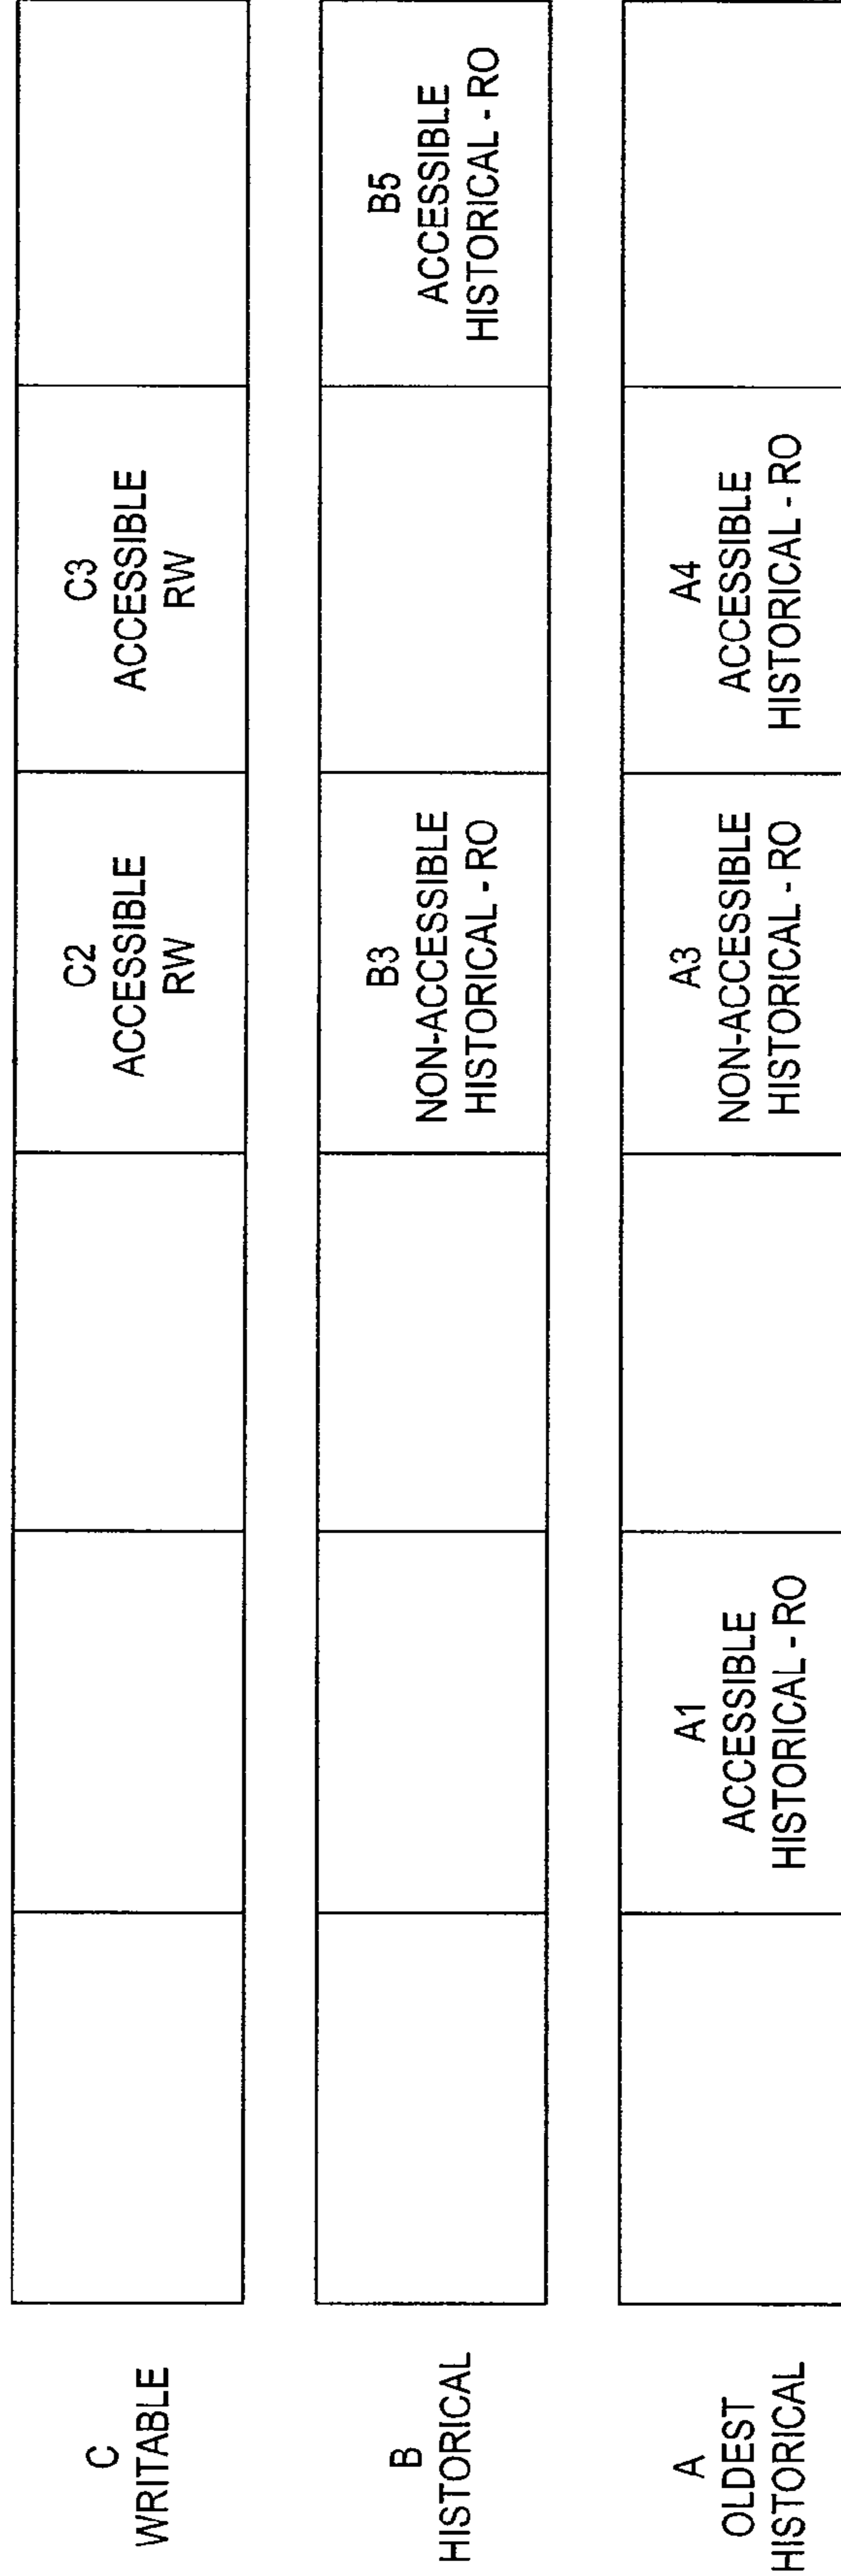 C
WRITABLE
C2
ACCESSIBLE
RW
C3
ACCESSIBLE
RW
B
HISTORICAL
B3
NON-ACCESSIBLE
HISTORICAL - RO
B5
ACCESSIBLE
HISTORICAL - RO
A
OLDEST
HISTORICAL
A1
ACCESSIBLE
HISTORICAL - RO
A3
NON-ACCESSIBLE
HISTORICAL - RO
A4
ACCESSIBLE
HISTORICAL - RO